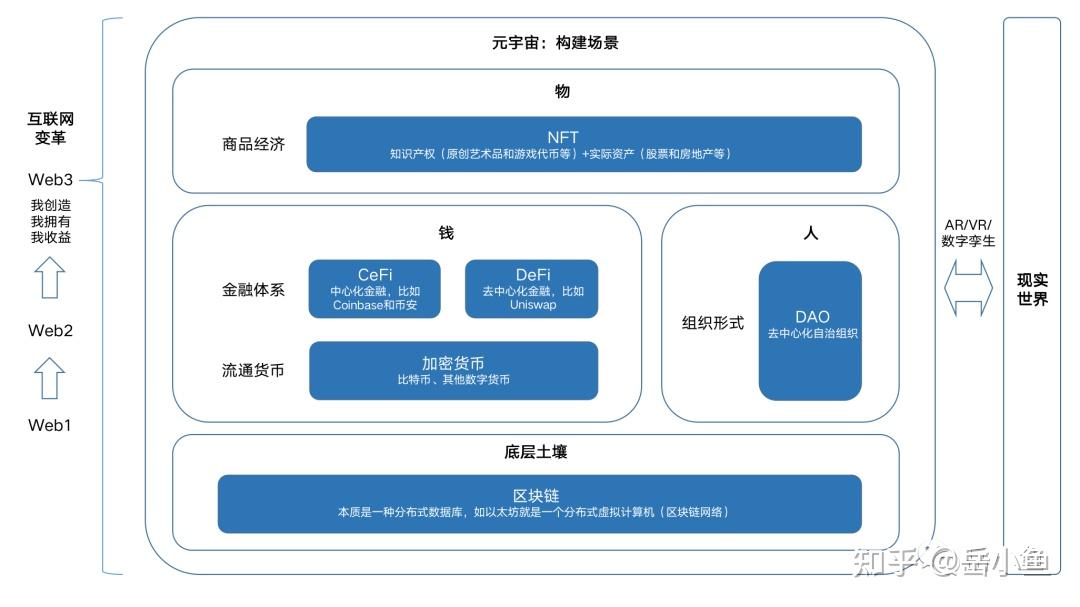 元宇宙：构建场景
互联网
变革
Web3
我创造
我拥有
我收益
Web2
Web1
物
商品经济
NFT
知识产权（原创艺术品和游戏代币等）+实际资产（股票和房地产等）
钱
金融体系
CeFi
中心化金融，比如
Coinbase和币安
DeFi
去中心化金融，比如
Uniswap
流通货币
加密货币
比特币、其他数字货币
人
组织形式
DAO
去中心化自治组织
底层土壤
区块链
本质是一种分布式数据库，如以太坊就是一个分布式虚拟计算机（区块链网络）
AR/VR/
数字孪生
现实
世界
知乎 @岳小鱼